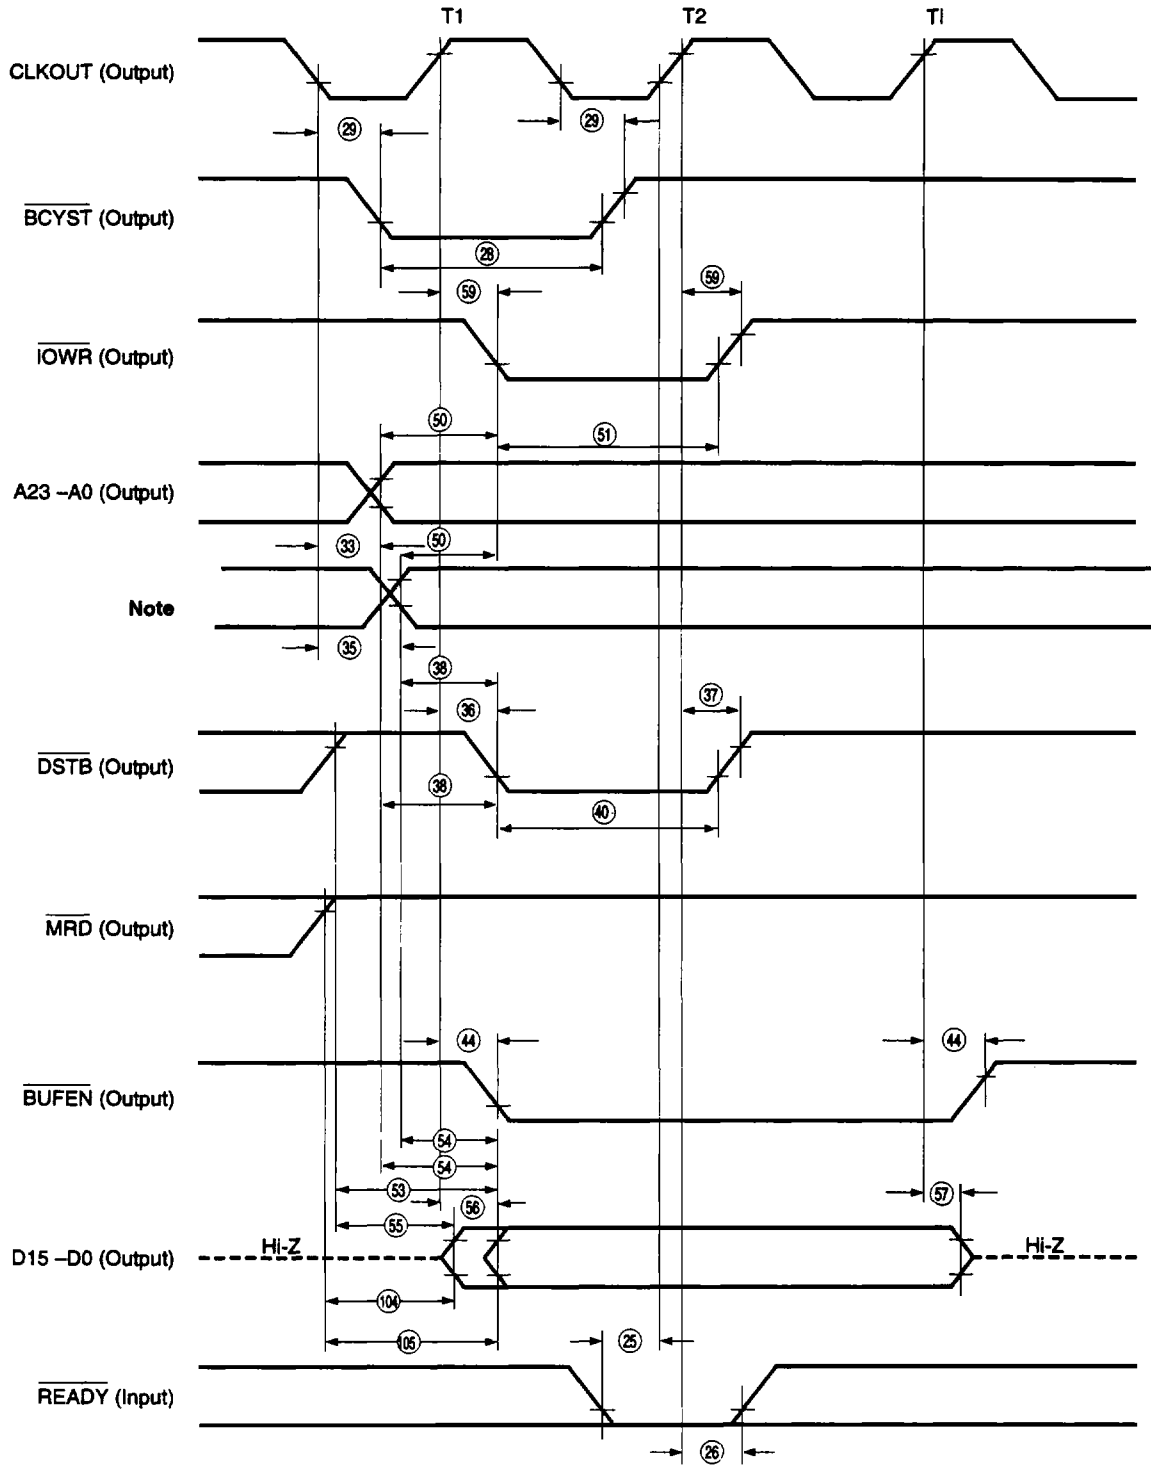 T1 T2 TI
CLKOUT (Output)
29 29
BCYST (Output)
28
59 59
IOWR (Output)
50
51
A23 –A0 (Output)
33 50
Note
35
38
36 37
DSTB (Output)
38
40
MRD (Output)
44 44
BUFEN (Output)
54
54
53
56 57
55
D15 –D0 (Output) Hi-Z Hi-Z
104
105 25
READY (Input)
26